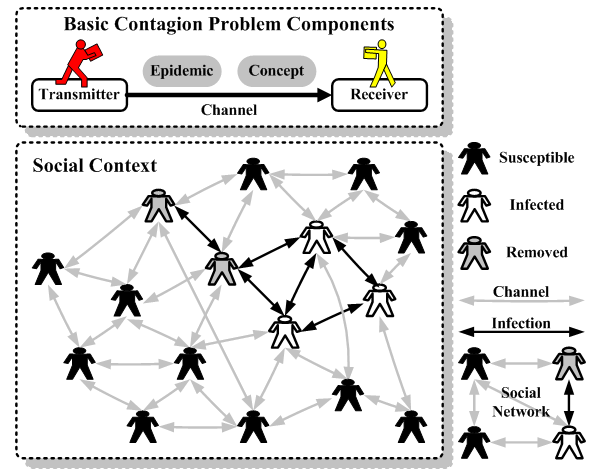 Basic Contagion Problem Components
Epidemic
Concept
Transmitter
Channel
Receiver
Social Context
Susceptible
Infected
Removed
Channel
Infection
Social
Network